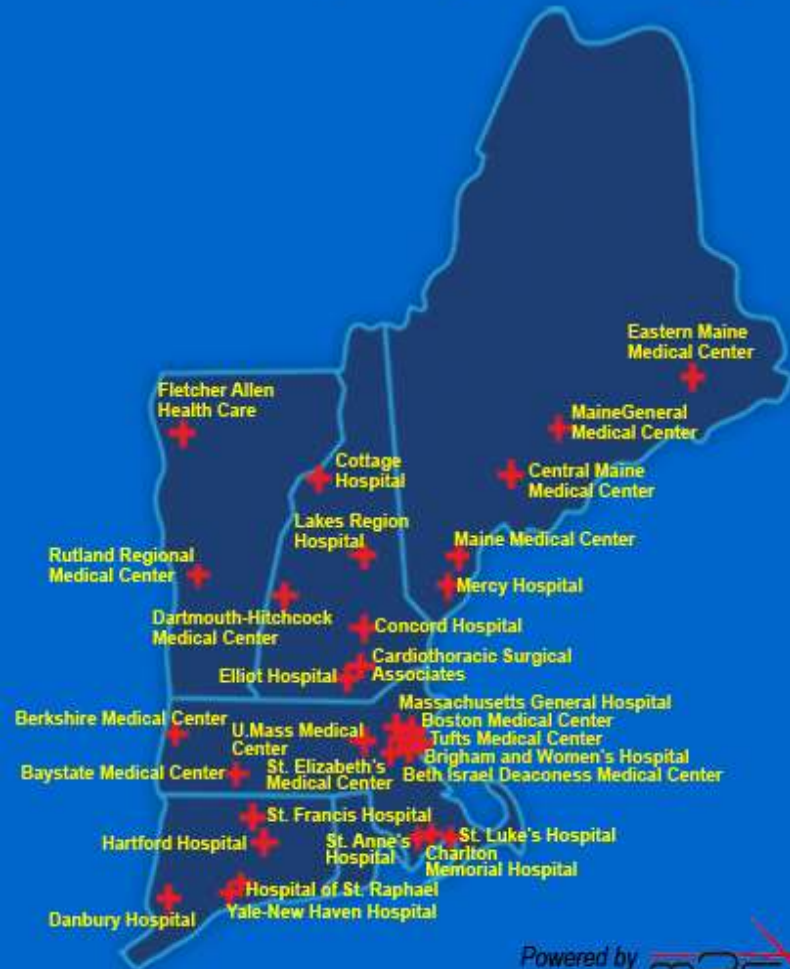 Eastern Maine
Medical Center
Fletcher Allen
Health Care
MaineGeneral
Medical Center
Cottage
Hospital
Central Maine
Medical Center
Lakes Region
Hospital
Maine Medical Center
Rutland Regional
Medical Center
Mercy Hospital
Dartmouth-Hitchcock
Medical Center
Concord Hospital
Cardiothoracic Surgical
Associates
Elliot Hospital
Massachusetts General Hospital
Berkshire Medical Center
Boston Medical Center
U.Mass Medical
Center
Tufts Medical Center
Brigham and Women's Hospital
Baystate Medical Center
St. Elizabeth's
Medical Center
Beth Israel Deaconess Medical Center
St. Francis Hospital
Hartford Hospital
St. Anne's
Hospital
St. Luke's Hospital
Charlton
Memorial Hospital
Hospital of St. Raphael
Danbury Hospital
Yale-New Haven Hospital
Powered by